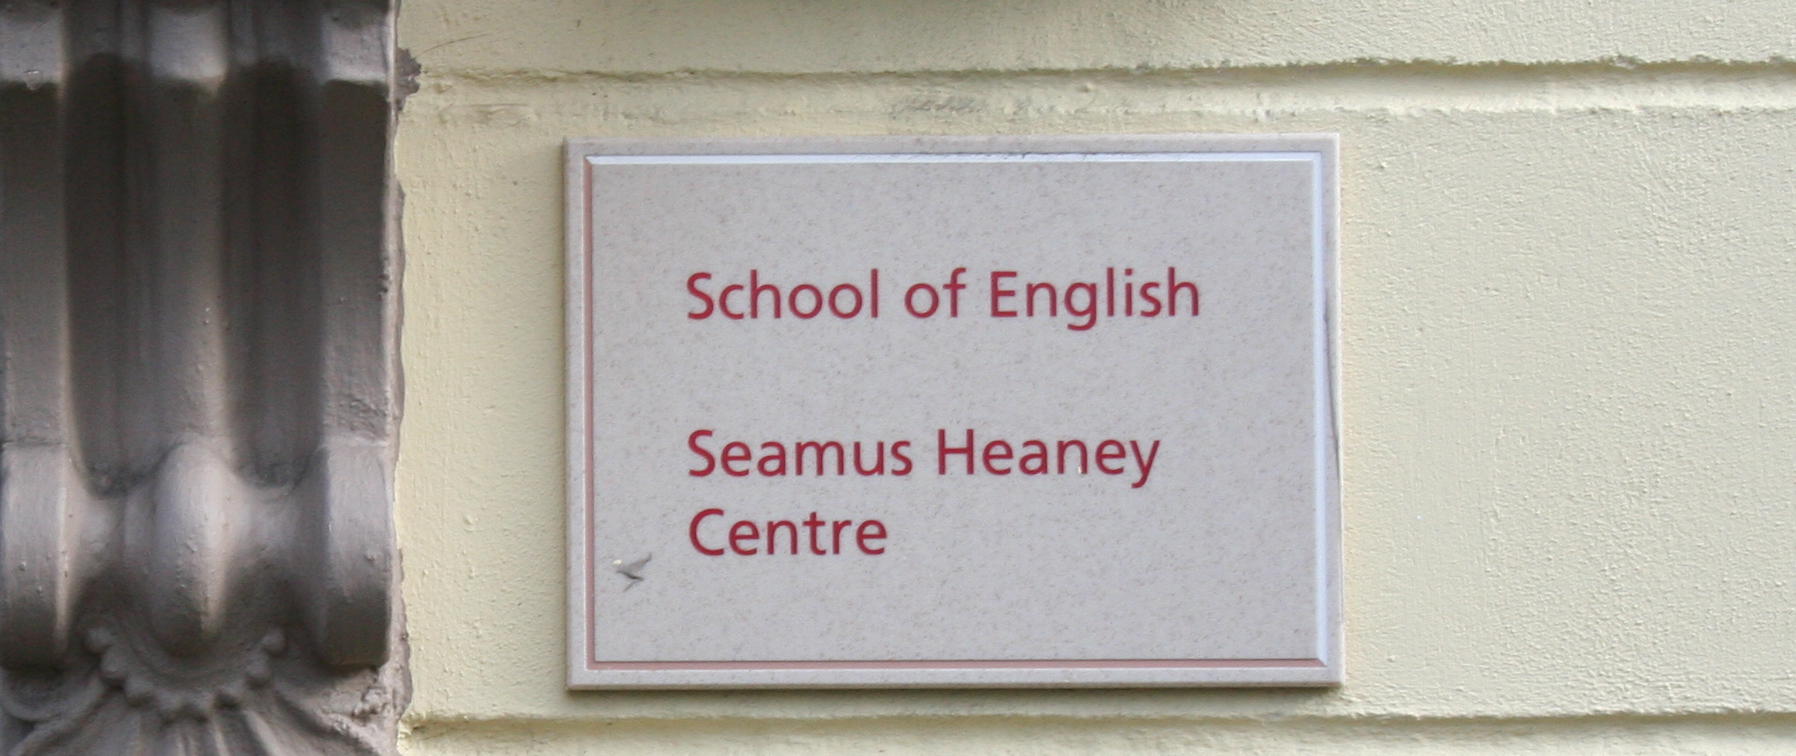 School of English
Seamus Heaney
Centre